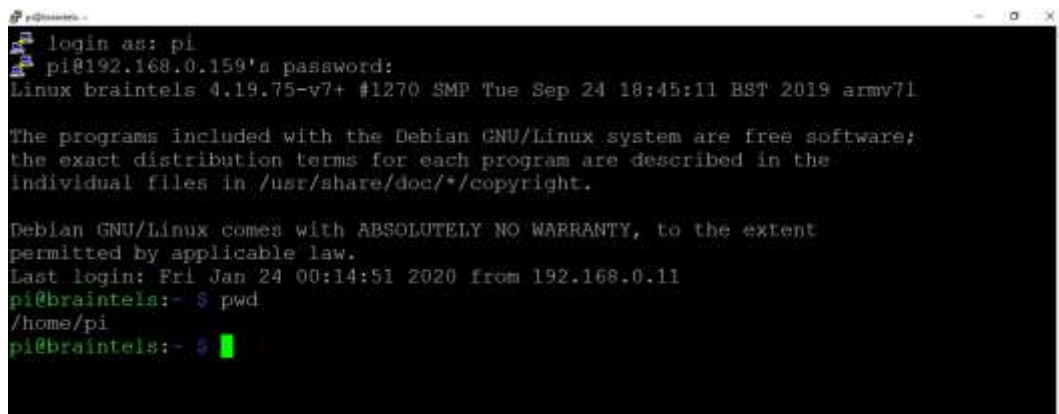 pi@braintels: ~
login as: pi
pi@192.168.0.159's password:
Linux braintels 4.19.75-v7+ #1270 SMP Tue Sep 24 18:45:11 BST 2019 armv7l
The programs included with the Debian GNU/Linux system are free software;
the exact distribution terms for each program are described in the
individual files in /usr/share/doc/*/copyright.
Debian GNU/Linux comes with ABSOLUTELY NO WARRANTY, to the extent
permitted by applicable law.
Last login: Fri Jan 24 00:14:51 2020 from 192.168.0.11
pi@braintels:~ $ pwd
/home/pi
pi@braintels:~ $